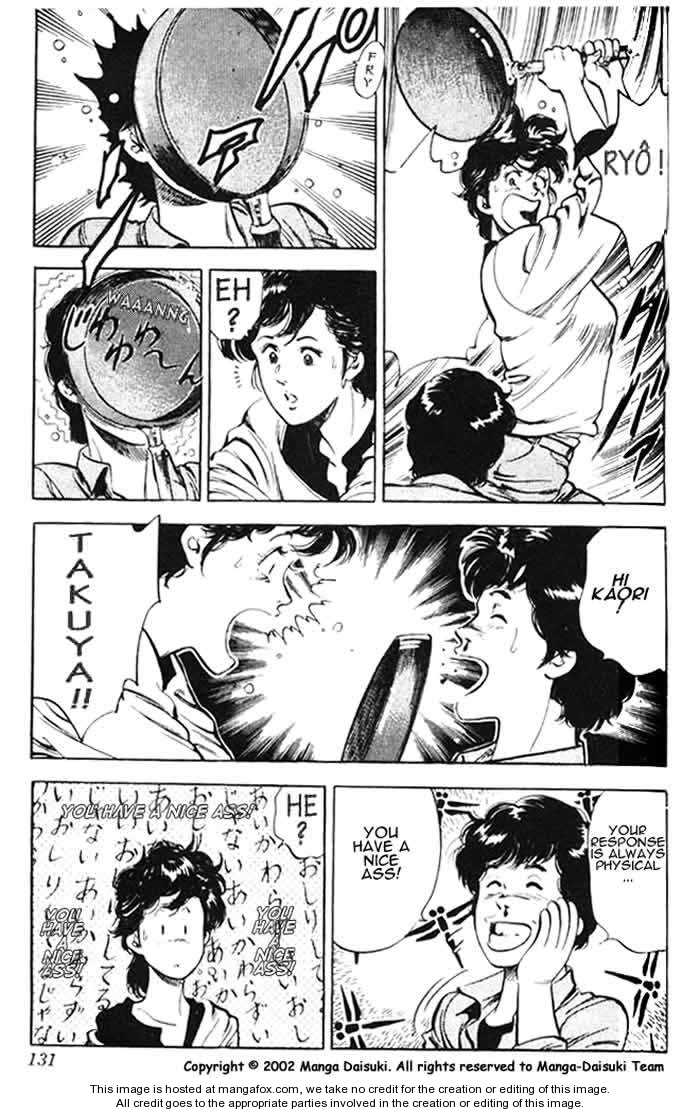 RYÔ!
FRY
EH
?
WAAANNG
じわわ〜ん
HI
KAORI
?
TAKUYA!!
YOUR
RESPONSE
IS ALWAYS
PHYSICAL
...
YOU
HAVE A
NICE
ASS!
HE
?
YOU HAVE A NICE ASS!
YOU
HAVE
A
NICE
ASS!
YOU
HAVE
A
NICE
ASS!
131
Copyright © 2002 Manga Daisuki. All rights reserved to Manga-Daisuki Team
This image is hosted at mangafox.com, we take no credit for the creation or editing of this image.
All credit goes to the appropriate parties involved in the creation or editing of this image.